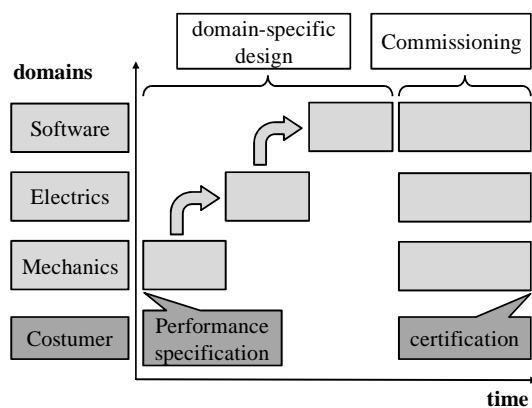 domain-specific
design
Commissioning
domains
Software
Electrics
Mechanics
Costumer
Performance
specification
certification
time